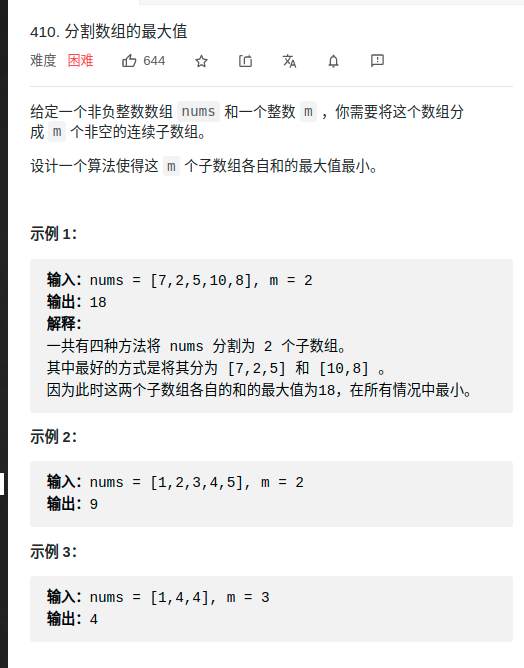 410. 分割数组的最大值
难度 困难 644
给定一个非负整数数组 nums 和一个整数 m ，你需要将这个数组分
成 m 个非空的连续子数组。
设计一个算法使得这 m 个子数组各自和的最大值最小。
示例 1：
输入：nums = [7,2,5,10,8], m = 2
输出：18
解释：
一共有四种方法将 nums 分割为 2 个子数组。
其中最好的方式是将其分为 [7,2,5] 和 [10,8] 。
因为此时这两个子数组各自的和的最大值为18，在所有情况中最小。
示例 2：
输入：nums = [1,2,3,4,5], m = 2
输出：9
示例 3：
输入：nums = [1,4,4], m = 3
输出：4